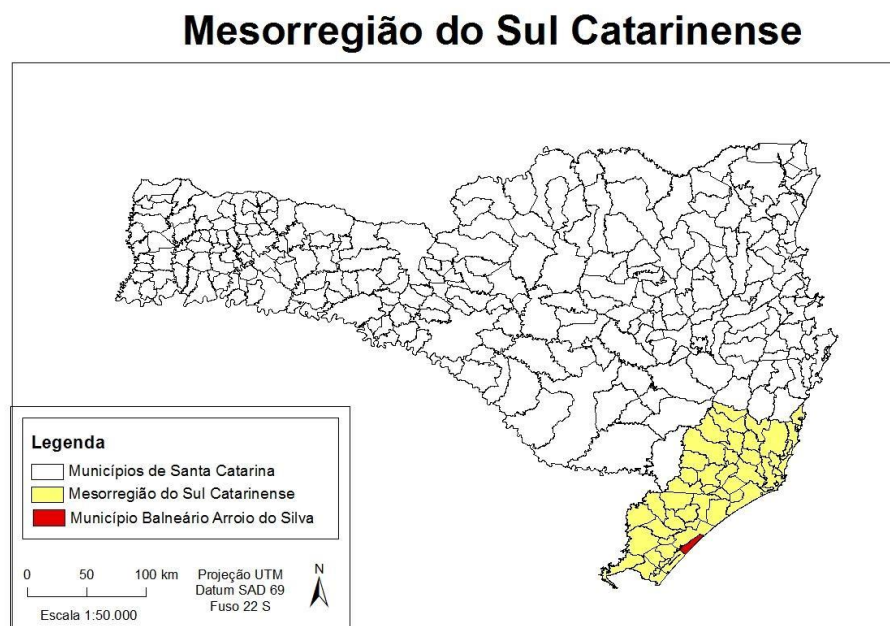 Mesorregião do Sul Catarinense
Legenda
Municípios de Santa Catarina
Mesorregião do Sul Catarinense
Município Balneário Arroio do Silva
0 50 100 km
Escala 1:50.000
Projeção UTM
Datum SAD 69
Fuso 22 S
N